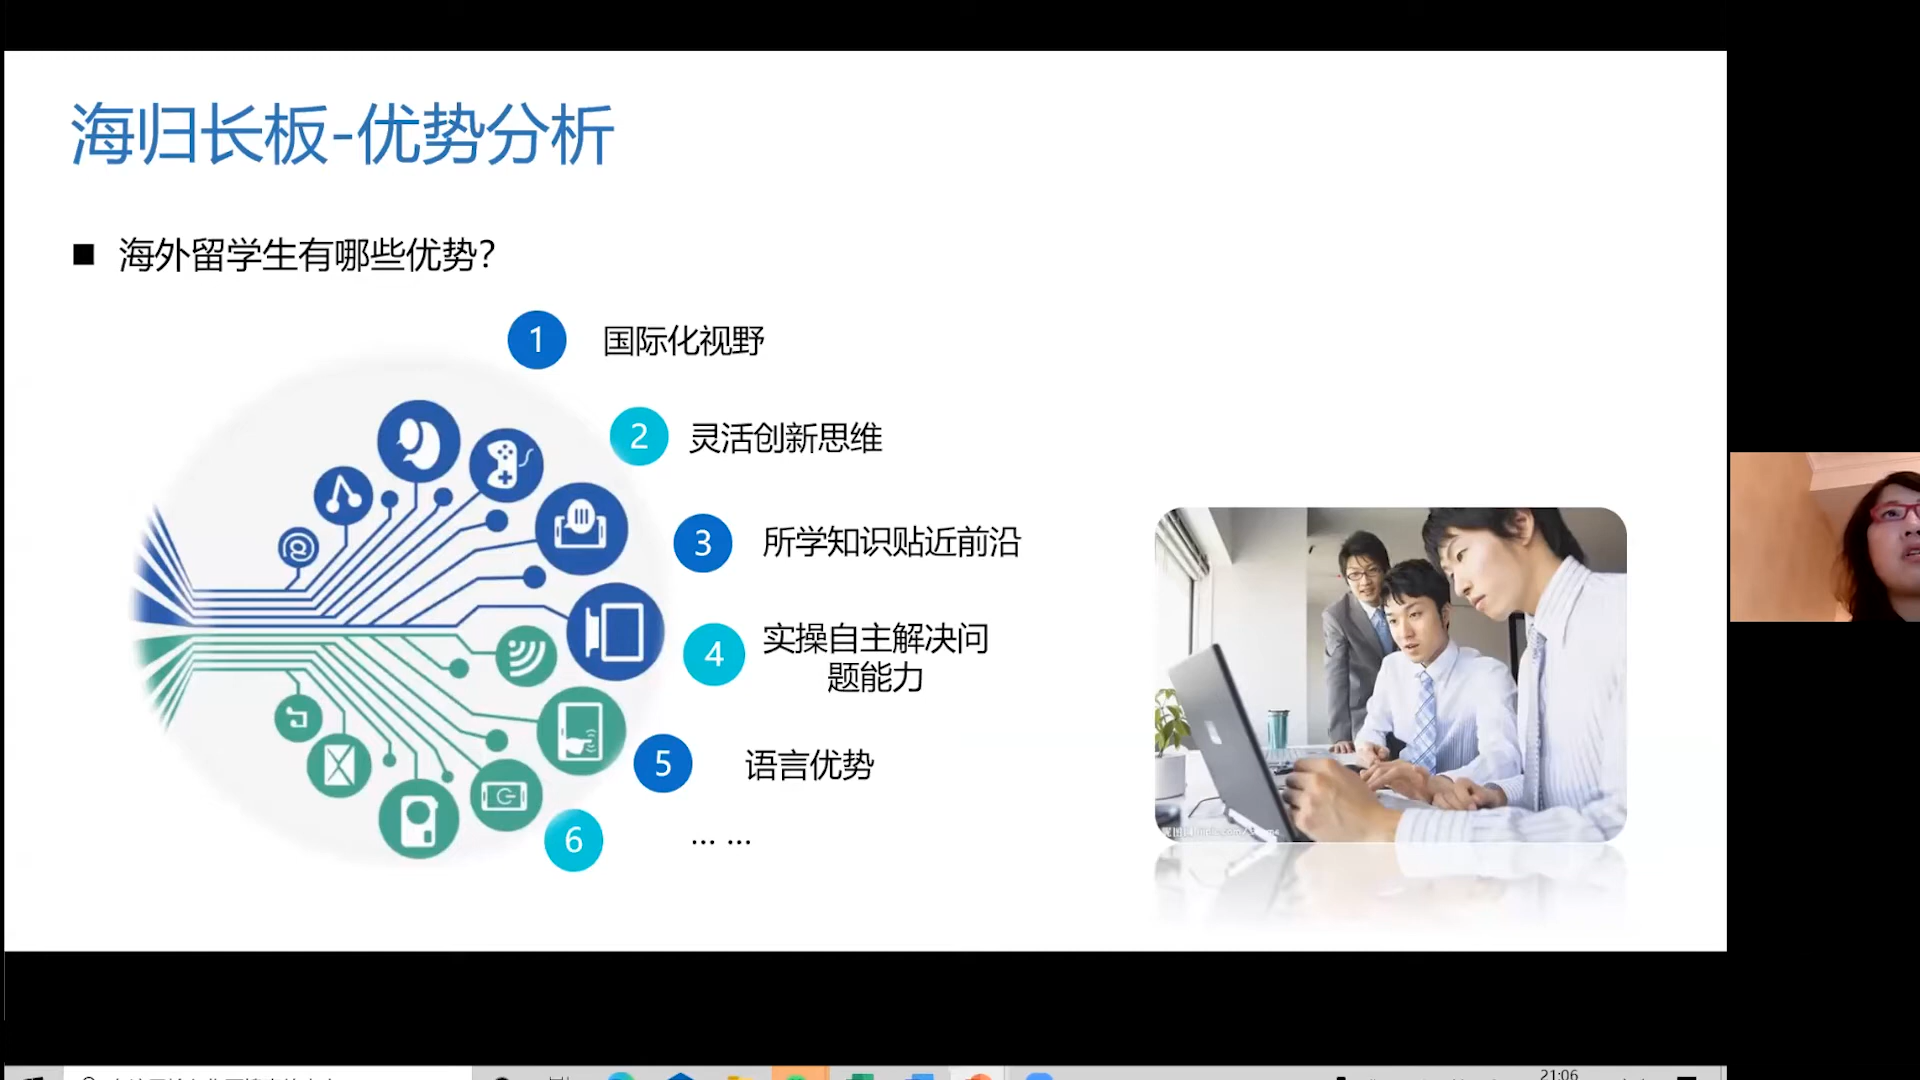 海归长板-优势分析
■ 海外留学生有哪些优势?
1 国际化视野
2 灵活创新思维
3 所学知识贴近前沿
4 实操自主解决问
题能力
5 语言优势
6 ... ...
21:06